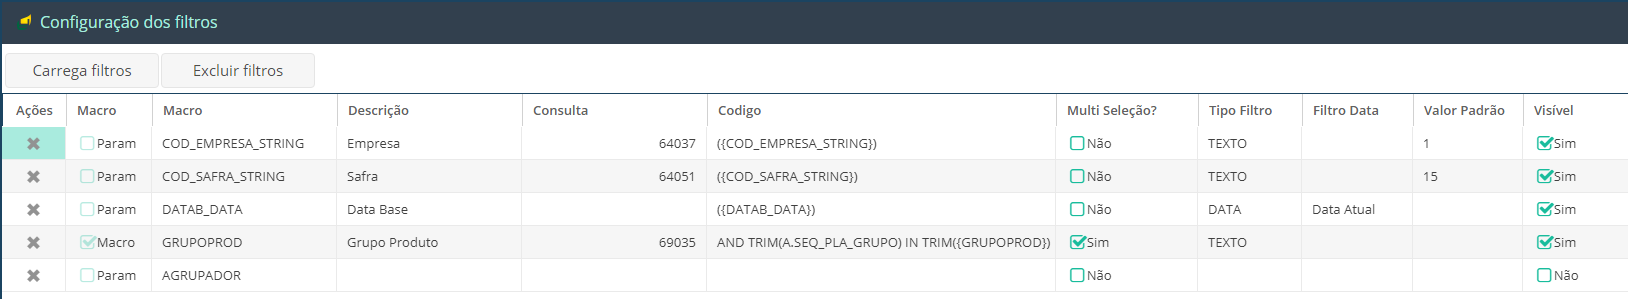 Configuração dos filtros
Carrega filtros Excluir filtros
Ações Macro Macro Descrição Consulta Codigo Multi Seleção? Tipo Filtro Filtro Data Valor Padrão Visível
Param COD_EMPRESA_STRING Empresa 64037 ({COD_EMPRESA_STRING}) Não TEXTO 1 Sim
Param COD_SAFRA_STRING Safra 64051 ({COD_SAFRA_STRING}) Não TEXTO 15 Sim
Param DATAB_DATA Data Base ({DATAB_DATA}) Não DATA Data Atual Sim
Macro GRUPOPROD Grupo Produto 69035 AND TRIM(A.SEQ_PLA_GRUPO) IN TRIM({GRUPOPROD}) Sim TEXTO Sim
Param AGRUPADOR Não Não